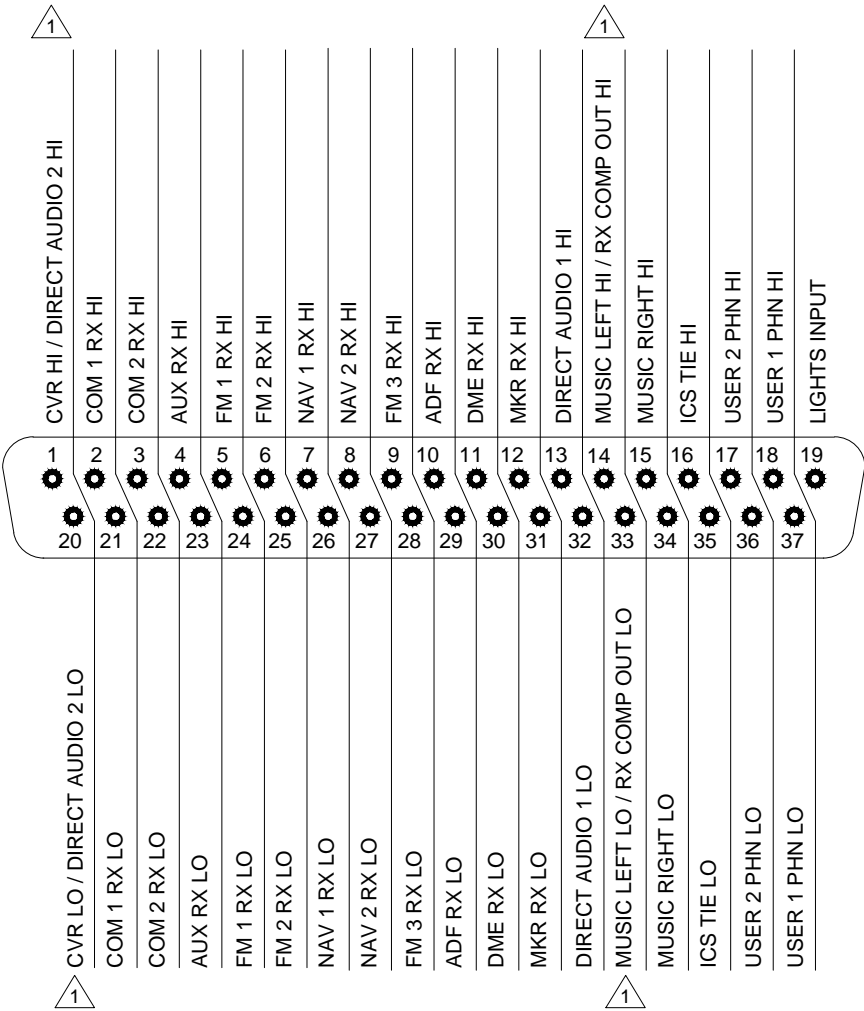 1 1
CVR HI / DIRECT AUDIO 2 HI
COM 1 RX HI
COM 2 RX HI
AUX RX HI
FM 1 RX HI
FM 2 RX HI
NAV 1 RX HI
NAV 2 RX HI
FM 3 RX HI
ADF RX HI
DME RX HI
MKR RX HI
DIRECT AUDIO 1 HI
MUSIC LEFT HI / RX COMP OUT HI
MUSIC RIGHT HI
ICS TIE HI
USER 2 PHN HI
USER 1 PHN HI
LIGHTS INPUT
1 2 3 4 5 6 7 8 9 10 11 12 13 14 15 16 17 18 19
20 21 22 23 24 25 26 27 28 29 30 31 32 33 34 35 36 37
CVR LO / DIRECT AUDIO 2 LO
COM 1 RX LO
COM 2 RX LO
AUX RX LO
FM 1 RX LO
FM 2 RX LO
NAV 1 RX LO
NAV 2 RX LO
FM 3 RX LO
ADF RX LO
DME RX LO
MKR RX LO
DIRECT AUDIO 1 LO
MUSIC LEFT LO / RX COMP OUT LO
MUSIC RIGHT LO
ICS TIE LO
USER 2 PHN LO
USER 1 PHN LO
1 1